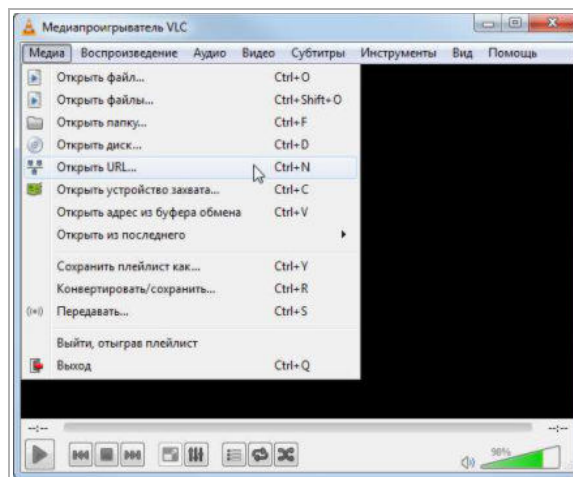 Медиапроигрыватель VLC
Медиа Воспроизведение Аудио Видео Субтитры Инструменты Вид Помощь
Открыть файл... Ctrl+O
Открыть файлы... Ctrl+Shift+O
Открыть папку... Ctrl+F
Открыть диск... Ctrl+D
Открыть URL... Ctrl+N
Открыть устройство захвата... Ctrl+C
Открыть адрес из буфера обмена Ctrl+V
Открыть из последнего
Сохранить плейлист как... Ctrl+Y
Конвертировать/сохранить... Ctrl+R
Передавать... Ctrl+S
Выйти, отыграв плейлист
Выход Ctrl+Q
--:-- --:--
98%